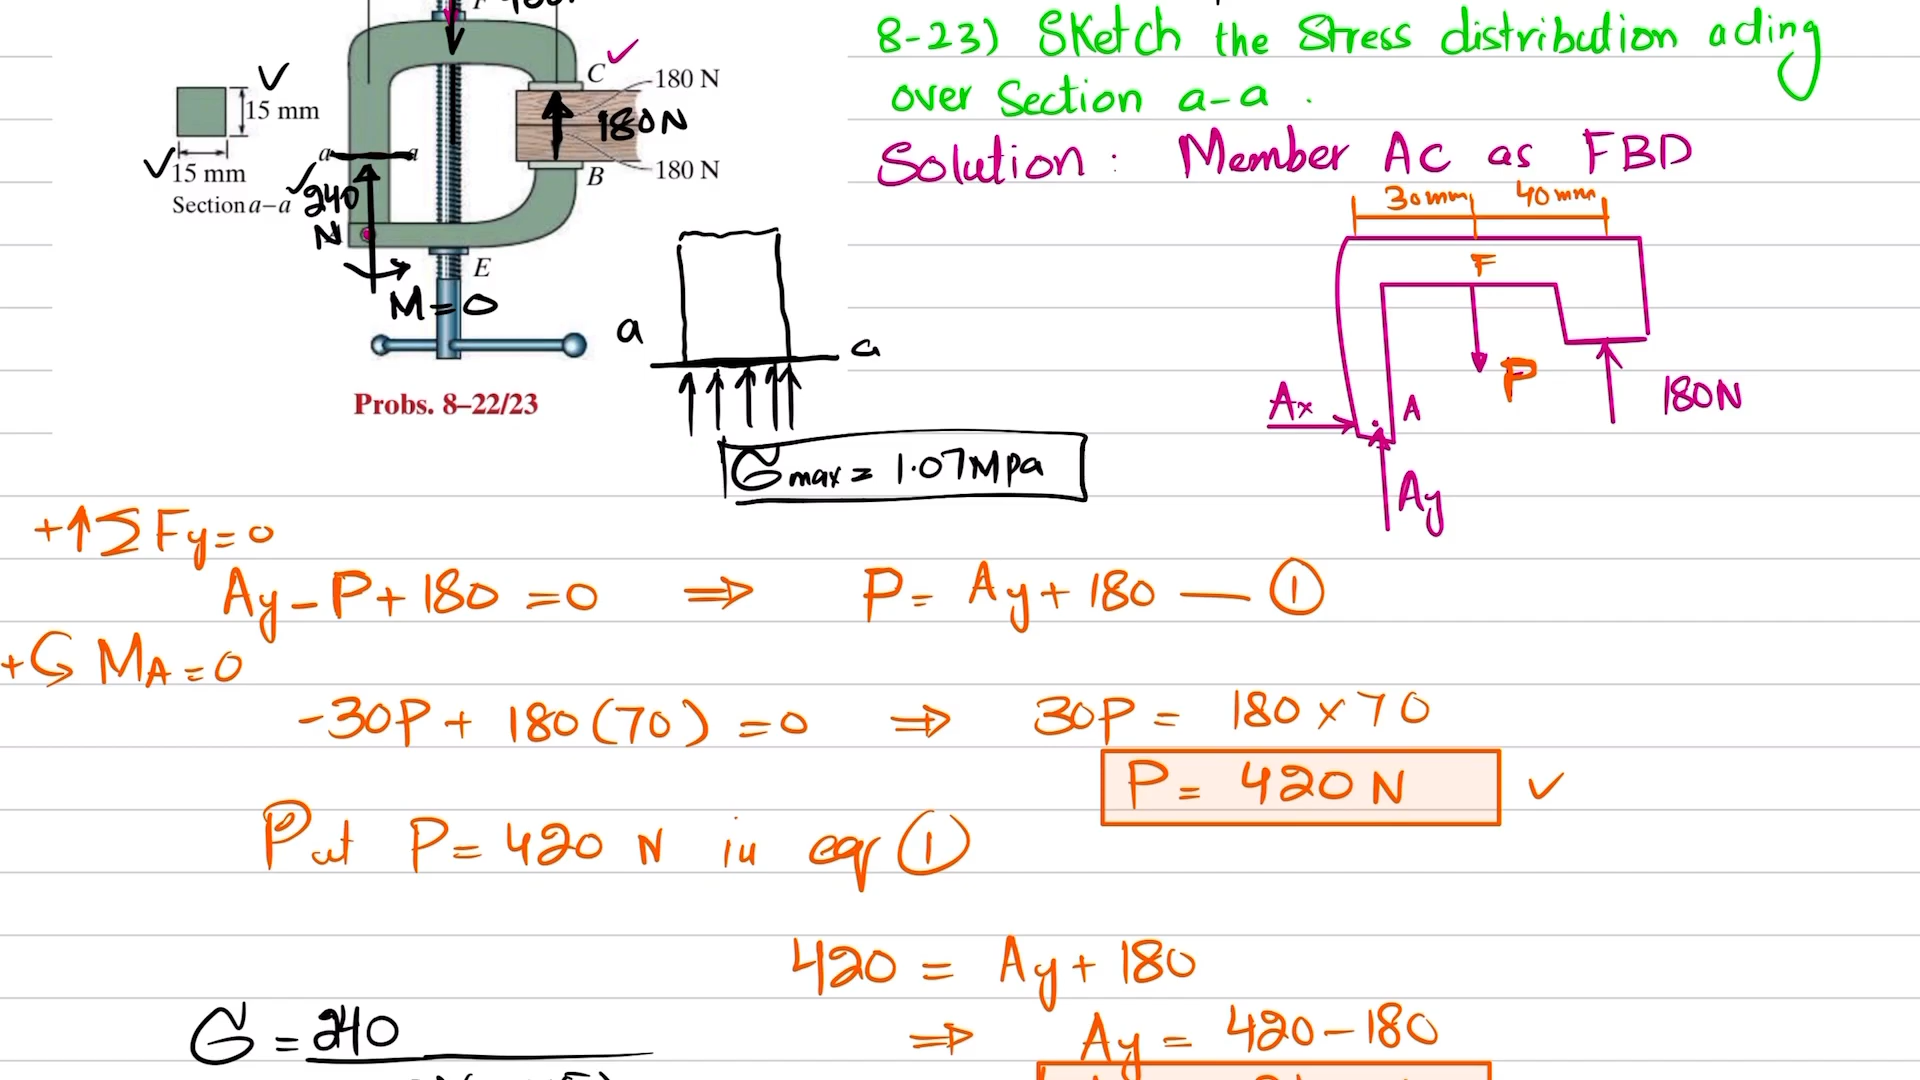 8-23) Sketch the Stress distribution acting
over Section a-a .
Solution : Member AC as FBD
F
C
180 N
180N
180 N
B
15 mm
15 mm
Section a–a
a a
240
N
E
M = 0
Probs. 8–22/23
a a
σmax = 1.07MPa
30mm 40mm
F
P
Ax
A
180N
Ay
+↑ΣFy=0
Ay - P + 180 = 0 ⇒ P = Ay + 180 — ①
+↺ MA = 0
-30P + 180(70) = 0 ⇒ 30P = 180 × 70
P = 420 N ✓
Put P = 420 N in eq ①
420 = Ay + 180
σ = 240
⇒ Ay = 420 - 180